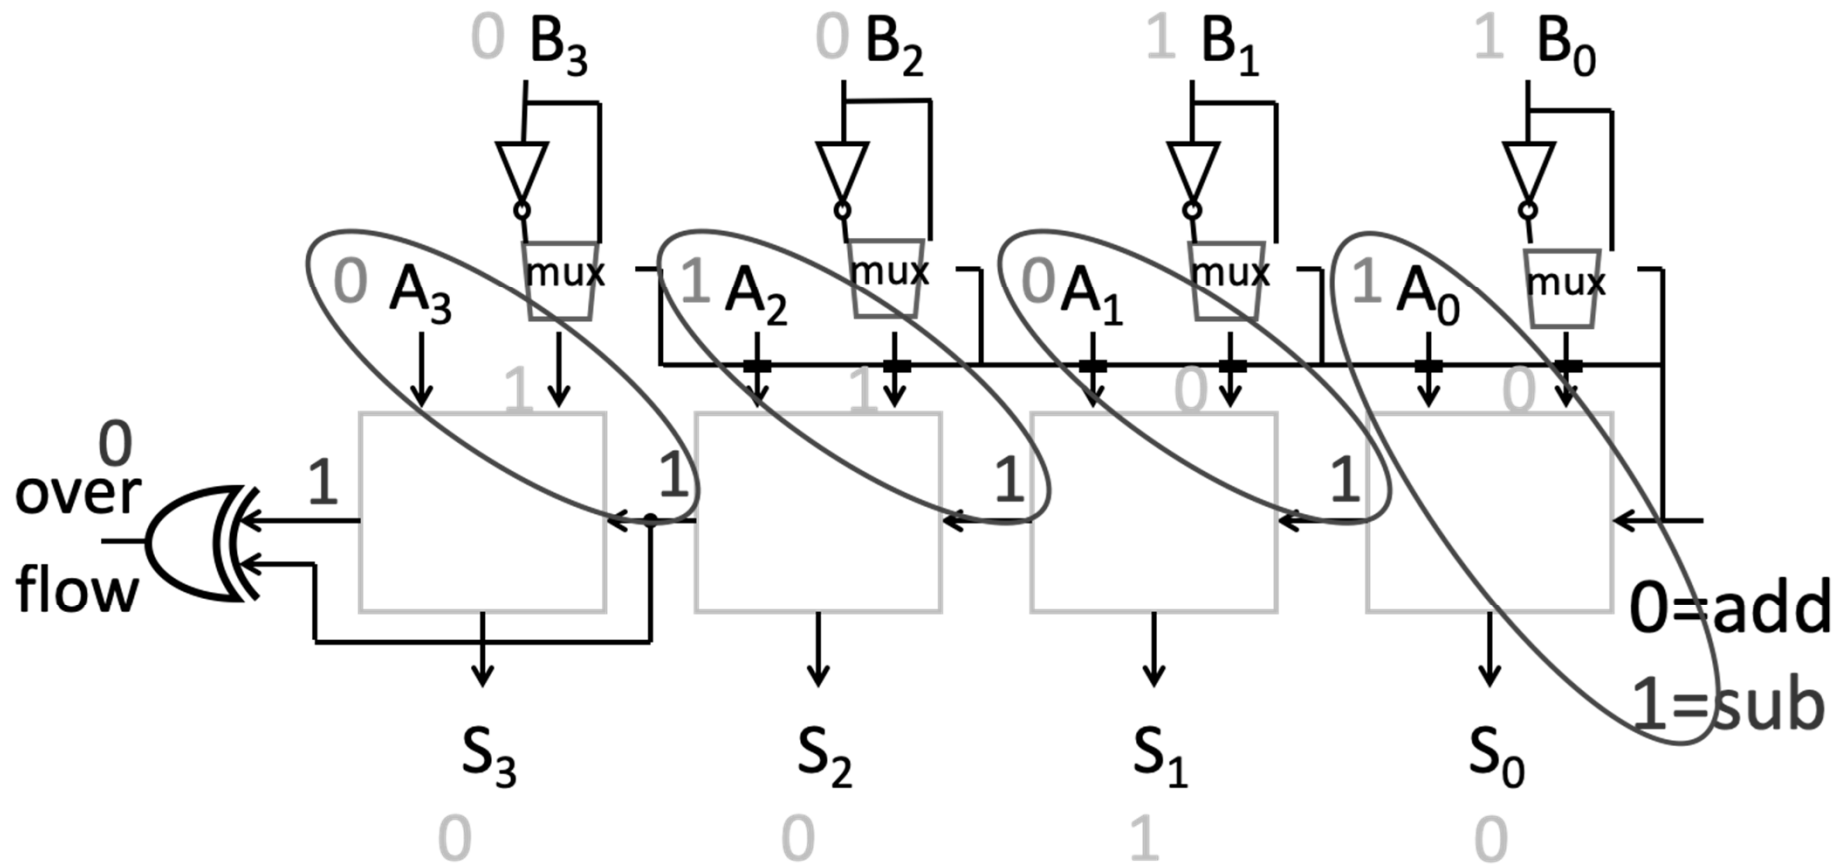 0 B3 0 B2 1 B1 1 B0
mux mux mux mux
0 A3 1 A2 0 A1 1 A0
1 1 0 0
0
over 1 1 1 1
flow
0=add
1=sub
S3 S2 S1 S0
0 0 1 0